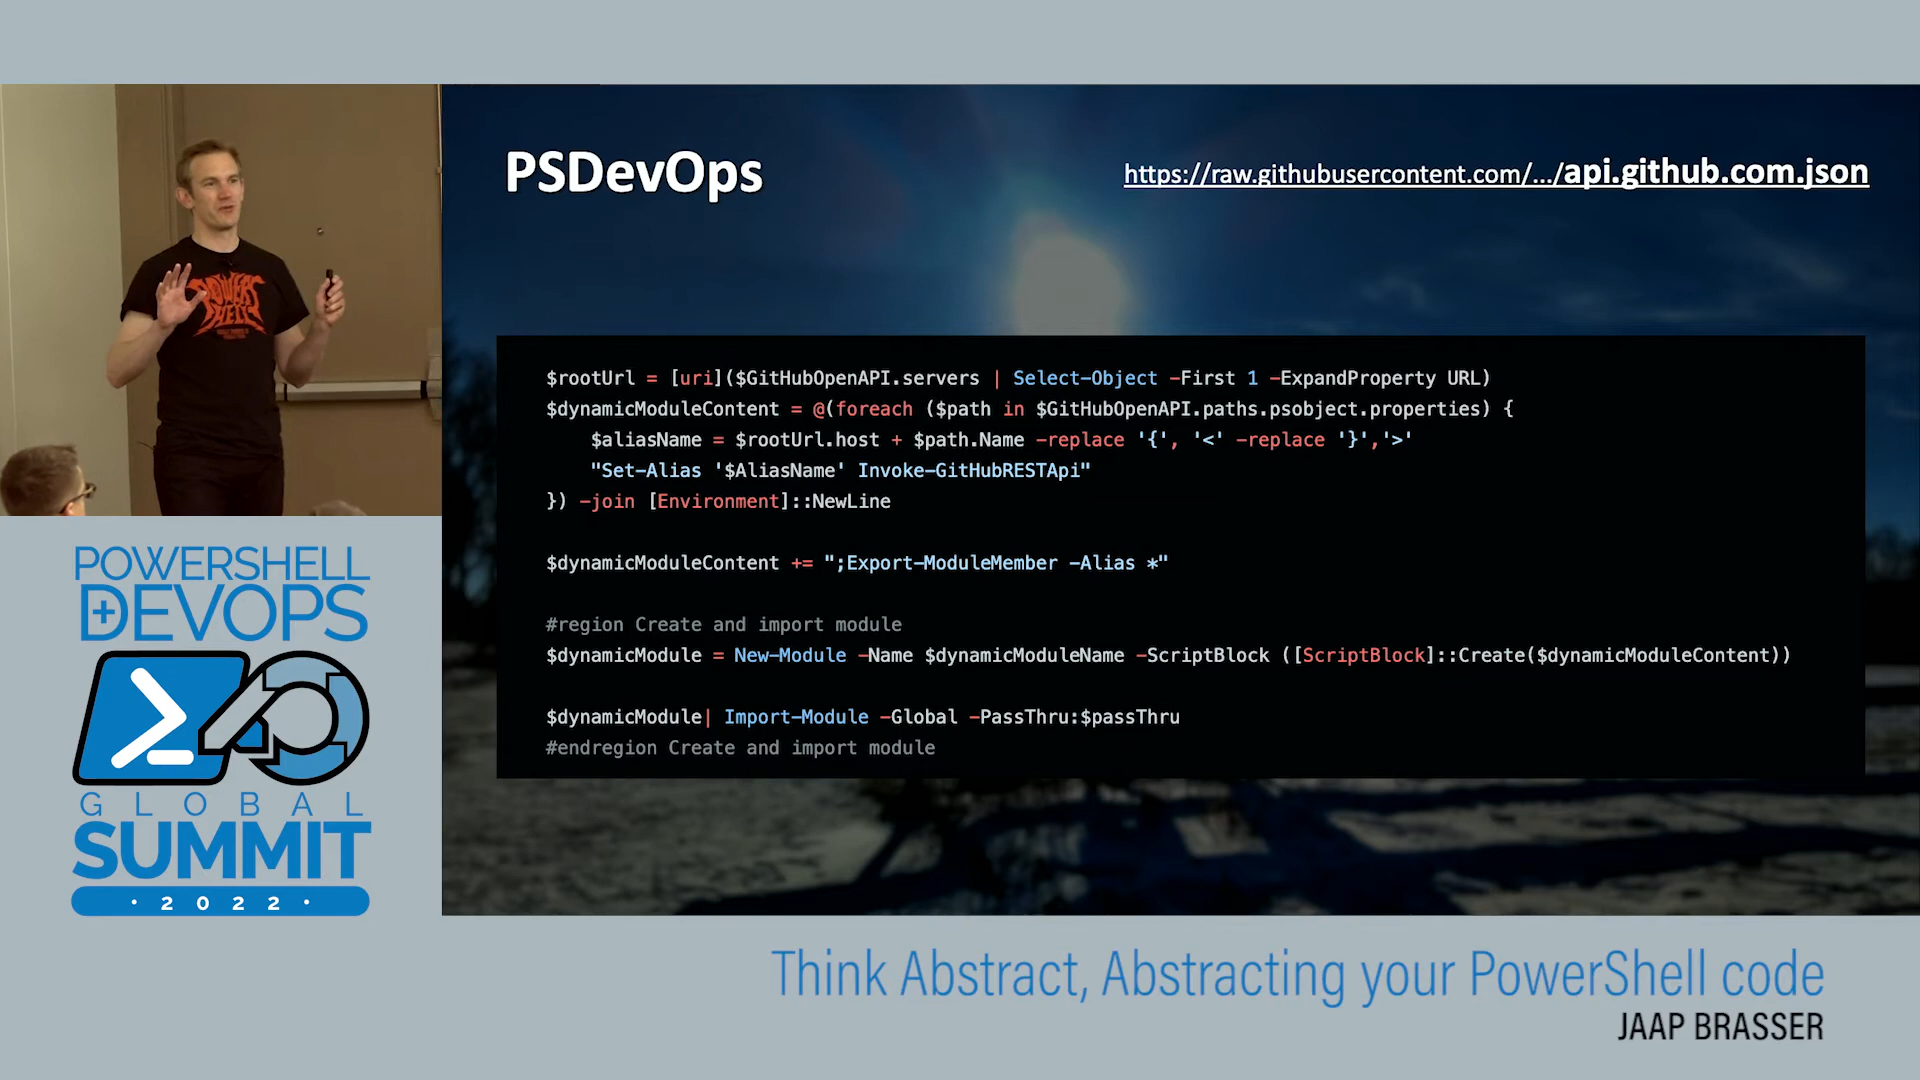 PSDevOps
https://raw.githubusercontent.com/.../api.github.com.json
POWERS
HELL
$rootUrl = [uri]($GitHubOpenAPI.servers | Select-Object -First 1 -ExpandProperty URL)
$dynamicModuleContent = @(foreach ($path in $GitHubOpenAPI.paths.psobject.properties) {
    $aliasName = $rootUrl.host + $path.Name -replace '{', '<' -replace '}','>'
    "Set-Alias '$AliasName' Invoke-GitHubRESTApi"
}) -join [Environment]::NewLine
$dynamicModuleContent += ";Export-ModuleMember -Alias *"
#region Create and import module
$dynamicModule = New-Module -Name $dynamicModuleName -ScriptBlock ([ScriptBlock]::Create($dynamicModuleContent))
$dynamicModule| Import-Module -Global -PassThru:$passThru
#endregion Create and import module
POWERSHELL
+DEVOPS
GLOBAL
SUMMIT
· 2022 ·
Think Abstract, Abstracting your PowerShell code
JAAP BRASSER